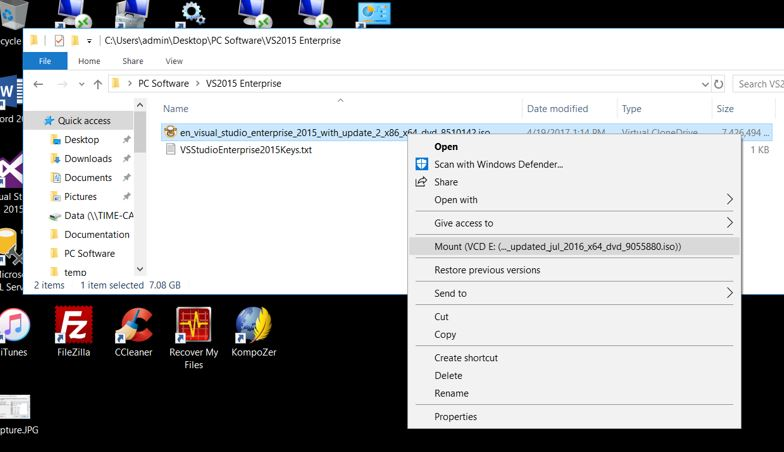 C:\Users\admin\Desktop\PC Software\VS2015 Enterprise
File Home Share View
PC Software VS2015 Enterprise
Search VS2
Name Date modified Type Size
Quick access
Desktop
Downloads
Documents
Pictures
Data (\\TIME-CA
Documentation
PC Software
temp
en_visual_studio_enterprise_2015_with_update_2_x86_x64_dvd_8510142.iso 4/19/2017 1:14 PM Virtual CloneDrive 7,426,494 ...
VSStudioEnterprise2015Keys.txt 1 KB
2 items 1 item selected 7.08 GB
Open
Scan with Windows Defender...
Share
Open with
Give access to
Mount (VCD E: (..._updated_jul_2016_x64_dvd_9055880.iso))
Restore previous versions
Send to
Cut
Copy
Create shortcut
Delete
Rename
Properties
ecycle
ord 20
ual Stud
2015
Micros
L Serv
iTunes
FileZilla
CCleaner
Recover My
Files
KompoZer
pture.JPG